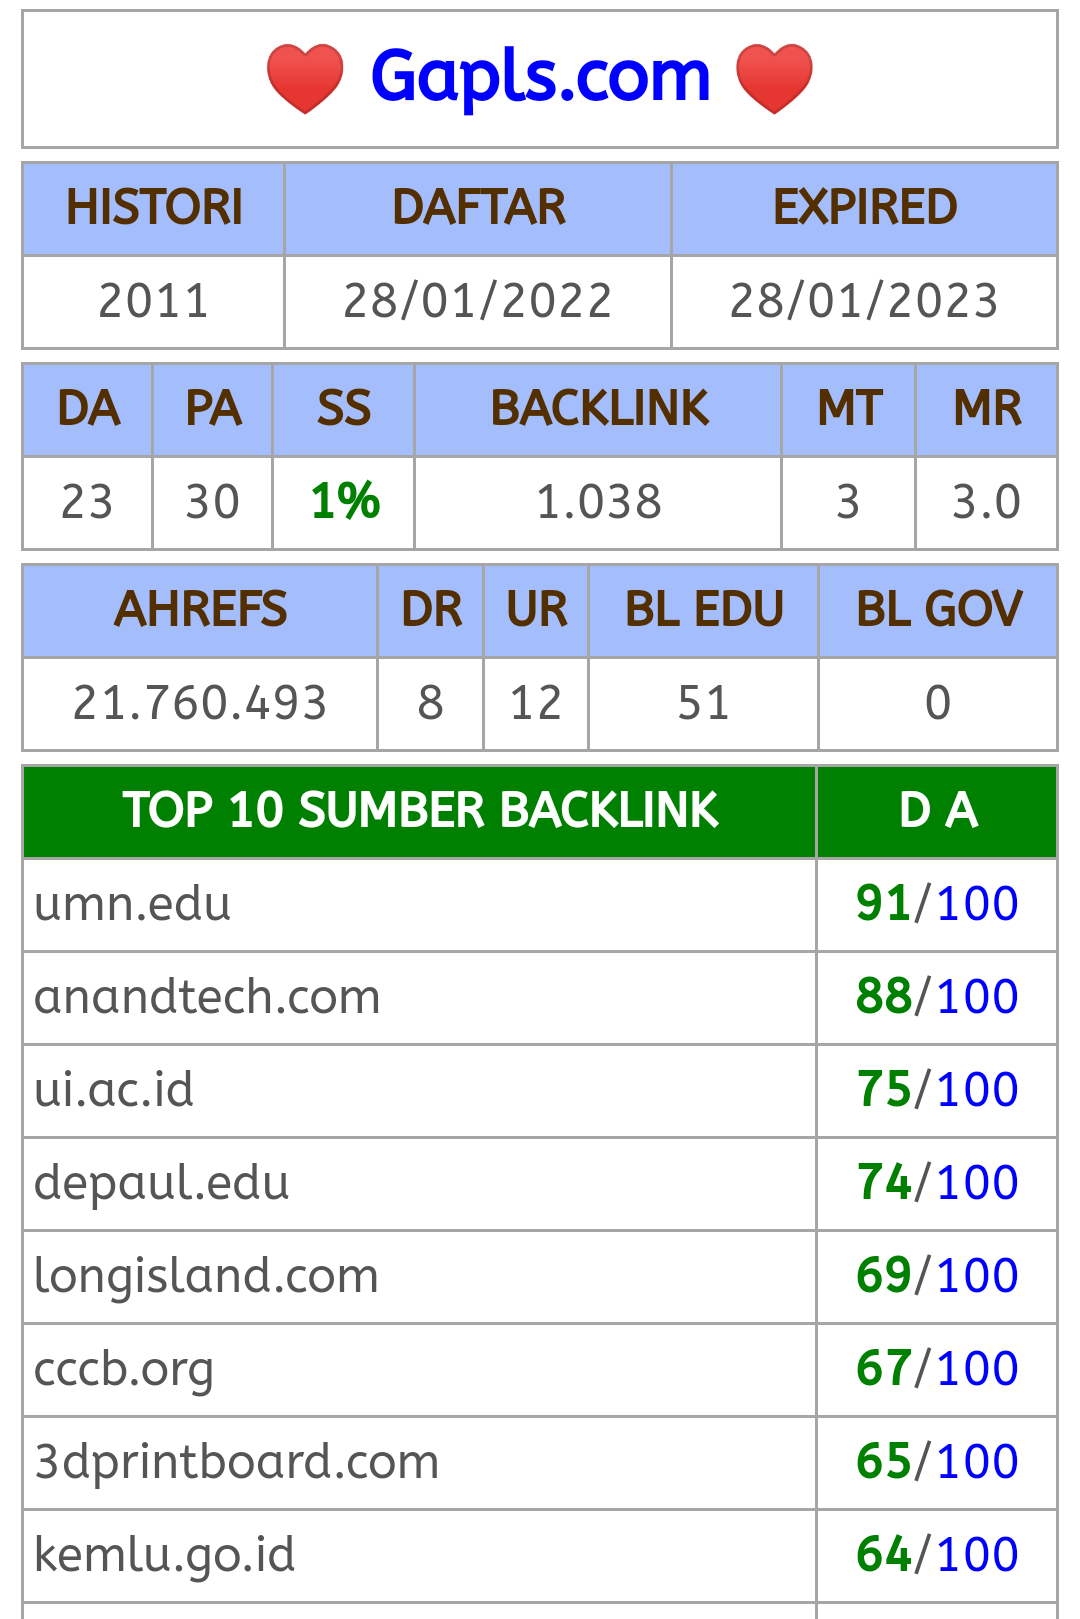 ❤️ Gapls.com ❤️
HISTORI DAFTAR EXPIRED
2011 28/01/2022 28/01/2023
DA PA SS BACKLINK MT MR
23 30 1% 1.038 3 3.0
AHREFS DR UR BL EDU BL GOV
21.760.493 8 12 51 0
TOP 10 SUMBER BACKLINK D A
umn.edu 91/100
anandtech.com 88/100
ui.ac.id 75/100
depaul.edu 74/100
longisland.com 69/100
cccb.org 67/100
3dprintboard.com 65/100
kemlu.go.id 64/100